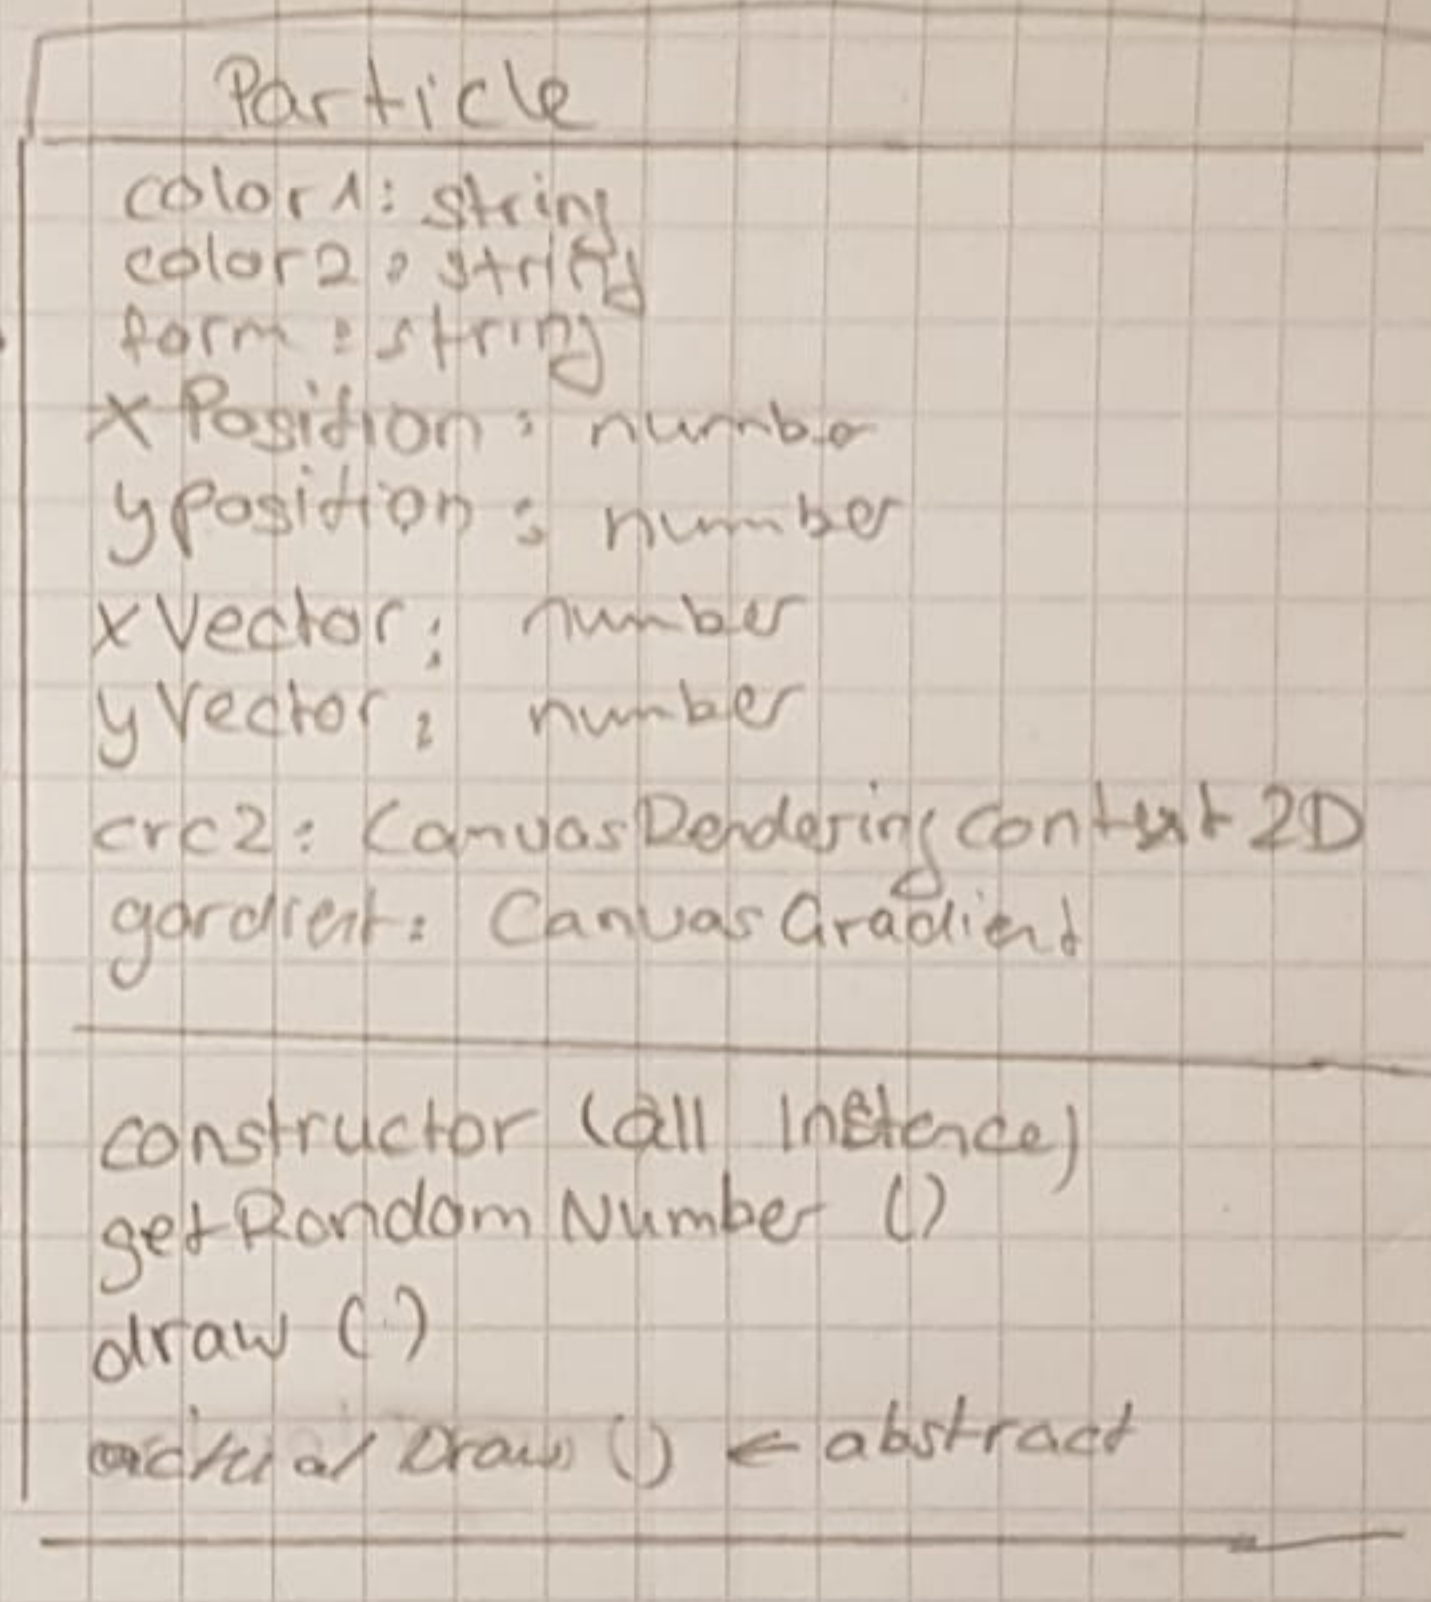 Particle
color1: string
color2: string
form: string
xPosition: number
yPosition: number
xVector: number
yVector: number
crc2: CanvasRenderingContext2D
gardient: CanvasGradient
constructor (all Instence)
getRandomNumber ()
draw ()
actual Draw () ← abstract